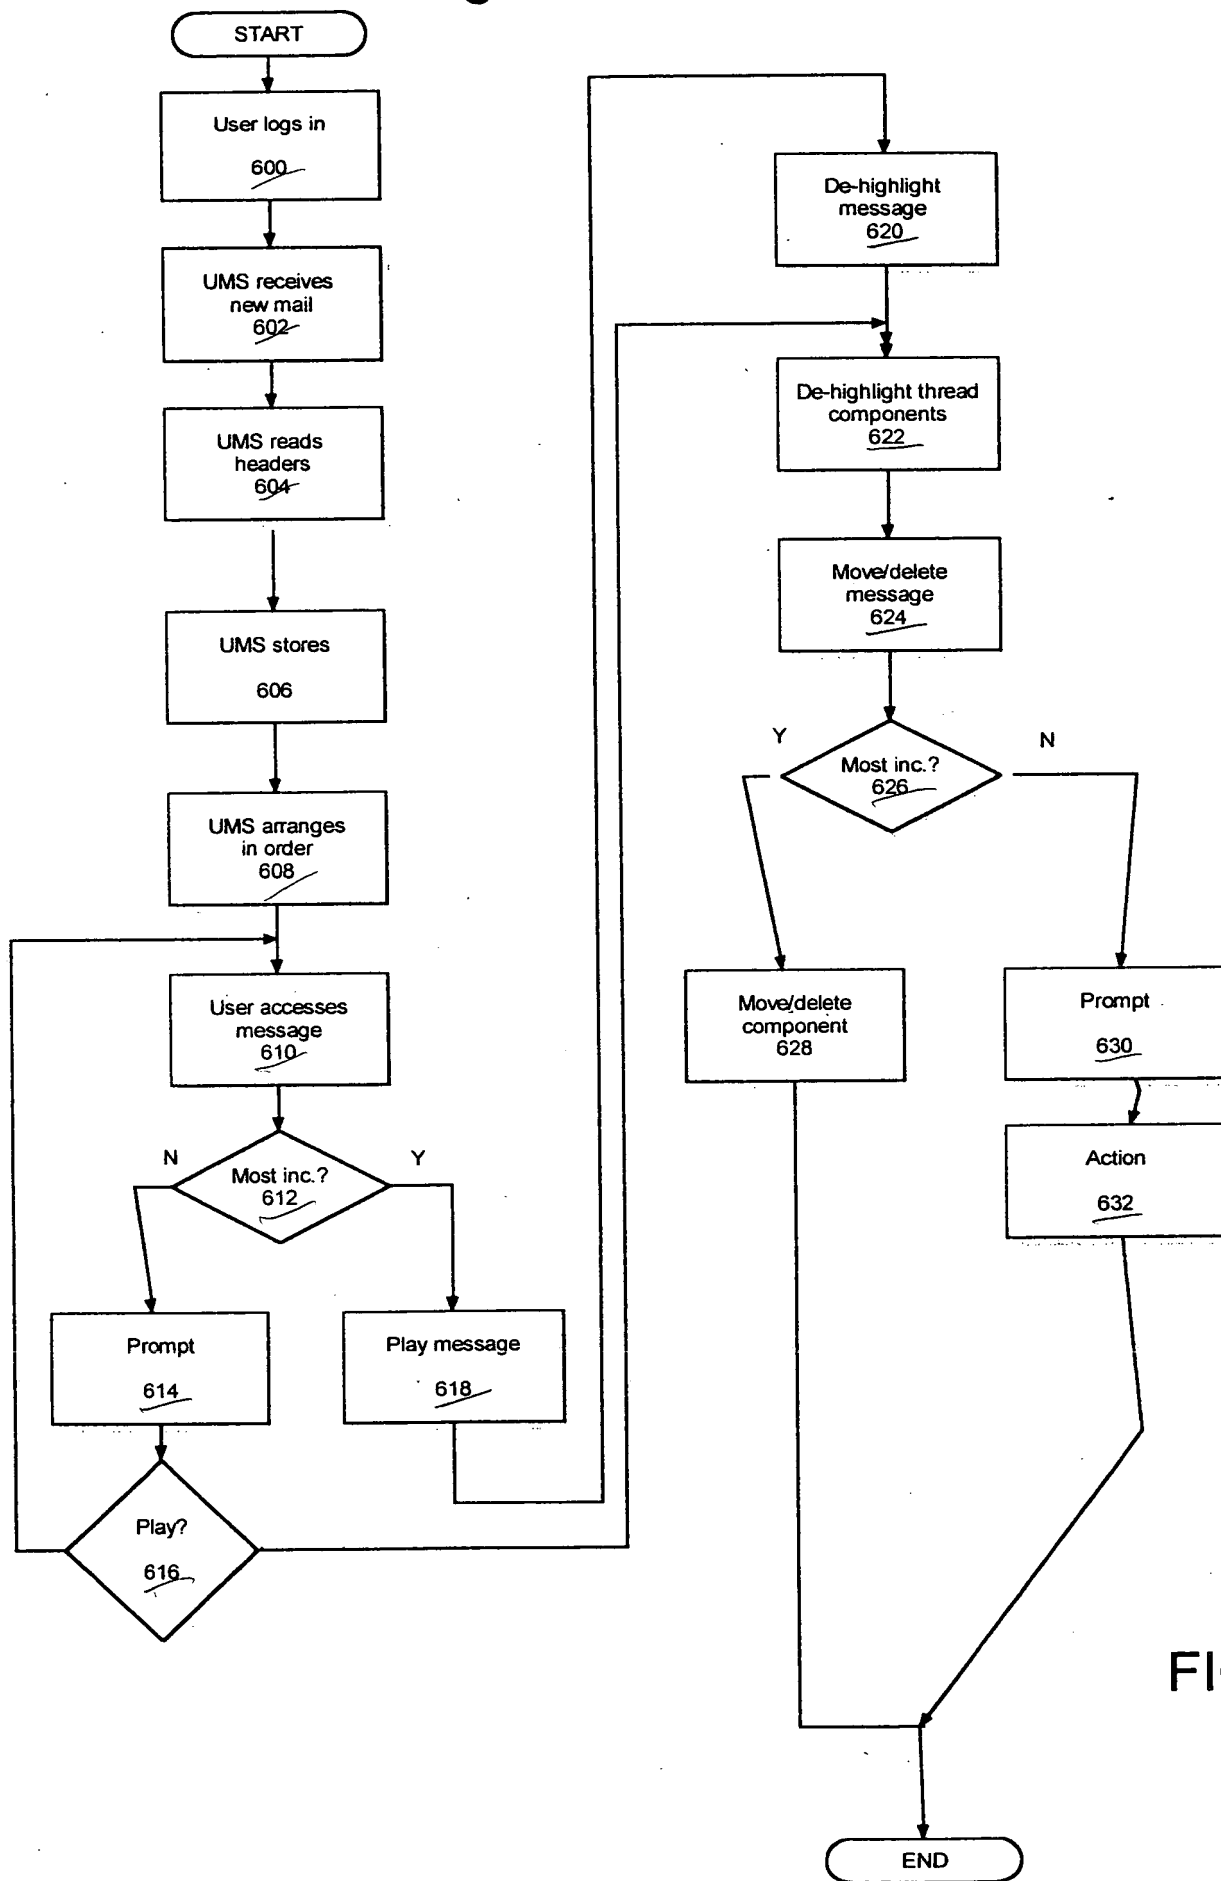 START
User logs in
600
UMS receives
new mail
602
UMS reads
headers
604
UMS stores
606
UMS arranges
in order
608
User accesses
message
610
N
Y
Most inc.?
612
Prompt
614
Play message
618
Play?
616
De-highlight
message
620
De-highlight thread
components
622
Move/delete
message
624
Y
N
Most inc.?
626
Move/delete
component
628
Prompt
630
Action
632
END